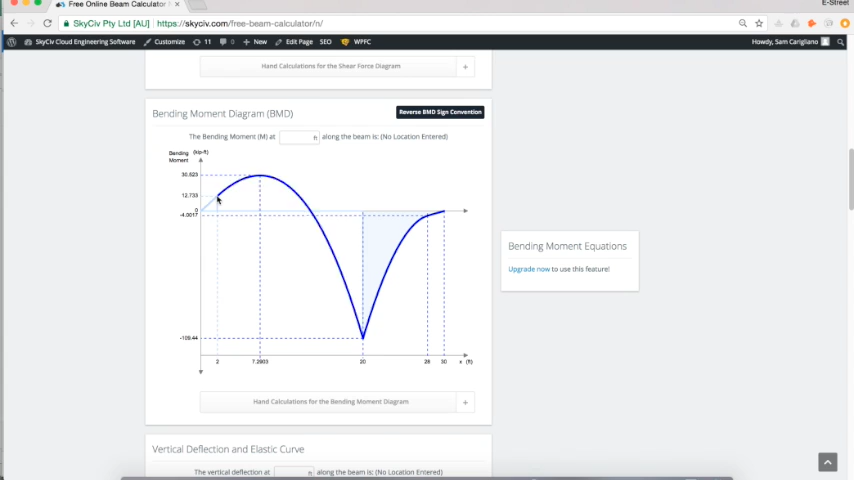 Free Online Beam Calculator
E-Street
SkyCiv Pty Ltd [AU] | https://skyciv.com/free-beam-calculator/n/
SkyCiv Cloud Engineering Software Customize 11 0 New Edit Page SEO WPFC Howdy, Sam Carigliano
Hand Calculations for the Shear Force Diagram +
Bending Moment Diagram (BMD)
Reverse BMD Sign Convention
The Bending Moment (M) at ft along the beam is: (No Location Entered)
Bending (kip-ft)
Moment
30.823
12.733
0
-4.0017
-129.44
2 7.2903 20 28 30 x (ft)
Hand Calculations for the Bending Moment Diagram +
Bending Moment Equations
Upgrade now to use this feature!
Vertical Deflection and Elastic Curve
The vertical deflection at ft along the beam is: (No Location Entered)